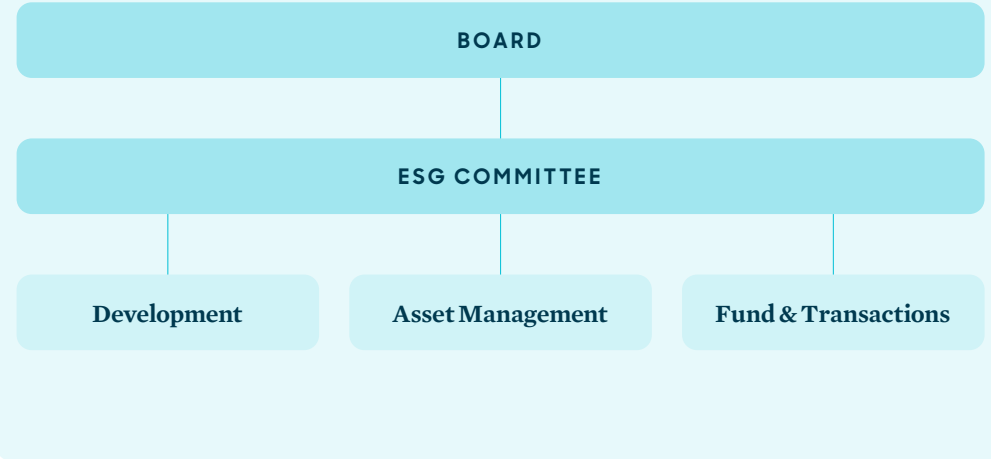 BOARD
ESG COMMITTEE
Development
Asset Management
Fund & Transactions